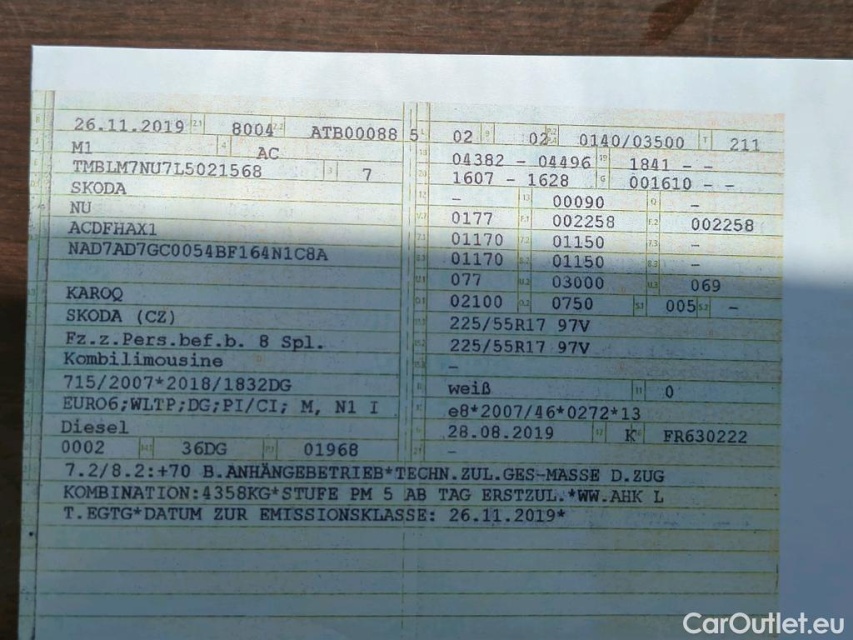 26.11.2019 8004 ATB00088 5
M1 AC
TMBLM7NU7L5021568 7
SKODA
NU
ACDFHAX1
NAD7AD7GC0054BF164N1C8A
KAROQ
SKODA (CZ)
Fz.z.Pers.bef.b. 8 Spl.
Kombilimousine
715/2007*2018/1832DG
EURO6;WLTP;DG;PI/CI; M, N1 I
Diesel
0002 36DG 01968
02 02 0140/03500 211
04382 - 04496 1841 - -
1607 - 1628 001610 - -
- 00090 -
0177 002258 002258
01170 01150
01170 01150
077 03000 069
02100 0750 005 -
225/55R17 97V
225/55R17 97V
-
weiß 0
e8*2007/46*0272*13
28.08.2019 K FR630222
-
7.2/8.2:+70 B.ANHÄNGEBETRIEB*TECHN.ZUL.GES-MASSE D.ZUG
KOMBINATION:4358KG*STUFE PM 5 AB TAG ERSTZUL.*WW.AHK L
T.EGTG*DATUM ZUR EMISSIONSKLASSE: 26.11.2019*
CarOutlet.eu